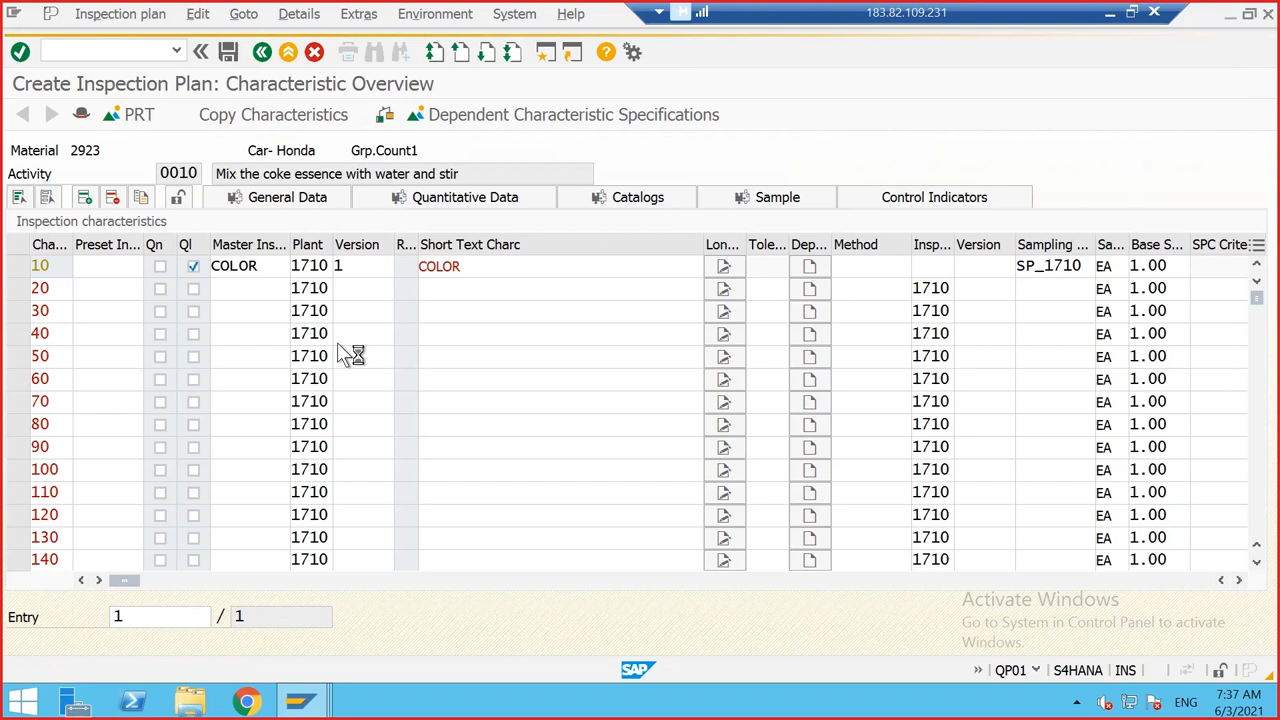 Inspection plan Edit Goto Details Extras Environment System Help 183.82.109.231
Create Inspection Plan: Characteristic Overview
PRT Copy Characteristics Dependent Characteristic Specifications
Material 2923 Car- Honda Grp.Count1
Activity 0010 Mix the coke essence with water and stir
General Data Quantitative Data Catalogs Sample Control Indicators
Inspection characteristics
Cha... Preset In... Qn Ql Master Ins... Plant Version R... Short Text Charc Lon... Tole... Dep... Method Insp... Version Sampling ... Sa... Base S... SPC Crite
10 COLOR 1710 1 COLOR SP_1710 EA 1.00
20 1710 1710 EA 1.00
30 1710 1710 EA 1.00
40 1710 1710 EA 1.00
50 1710 1710 EA 1.00
60 1710 1710 EA 1.00
70 1710 1710 EA 1.00
80 1710 1710 EA 1.00
90 1710 1710 EA 1.00
100 1710 1710 EA 1.00
110 1710 1710 EA 1.00
120 1710 1710 EA 1.00
130 1710 1710 EA 1.00
140 1710 1710 EA 1.00
Entry 1 / 1
Activate Windows
Go to System in Control Panel to activate
Windows.
SAP QP01 S4HANA INS
ENG 7:37 AM
6/3/2021